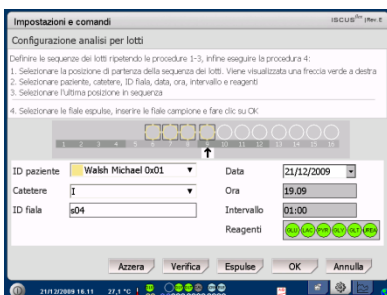 Impostazioni e comandi
ISCUSflex |Rev E
Configurazione analisi per lotti
Definire le sequenze dei lotti ripetendo le procedure 1-3, infine eseguire la procedura 4:
1. Selezionare la posizione di partenza della sequenza dei lotti. Viene visualizzata una freccia verde a destra
2. Selezionare paziente, catetere, ID fiala, data, ora, intervallo e reagenti
3. Selezionare l'ultima posizione in sequenza
4. Selezionare le fiale espulse, inserire le fiale campione e fare clic su OK
1 2 3 4 5 6 7 8 9 10 11 12 13 14 15 16
ID paziente Walsh Michael 0x01 Data 21/12/2009
Catetere I Ora 19.09
ID fiala s04 Intervallo 01:00
Reagenti GLU LAC PYR GLY GLT UREA
Azzera Verifica Espulse OK Annulla
21/12/2009 16.11 27,1 °C